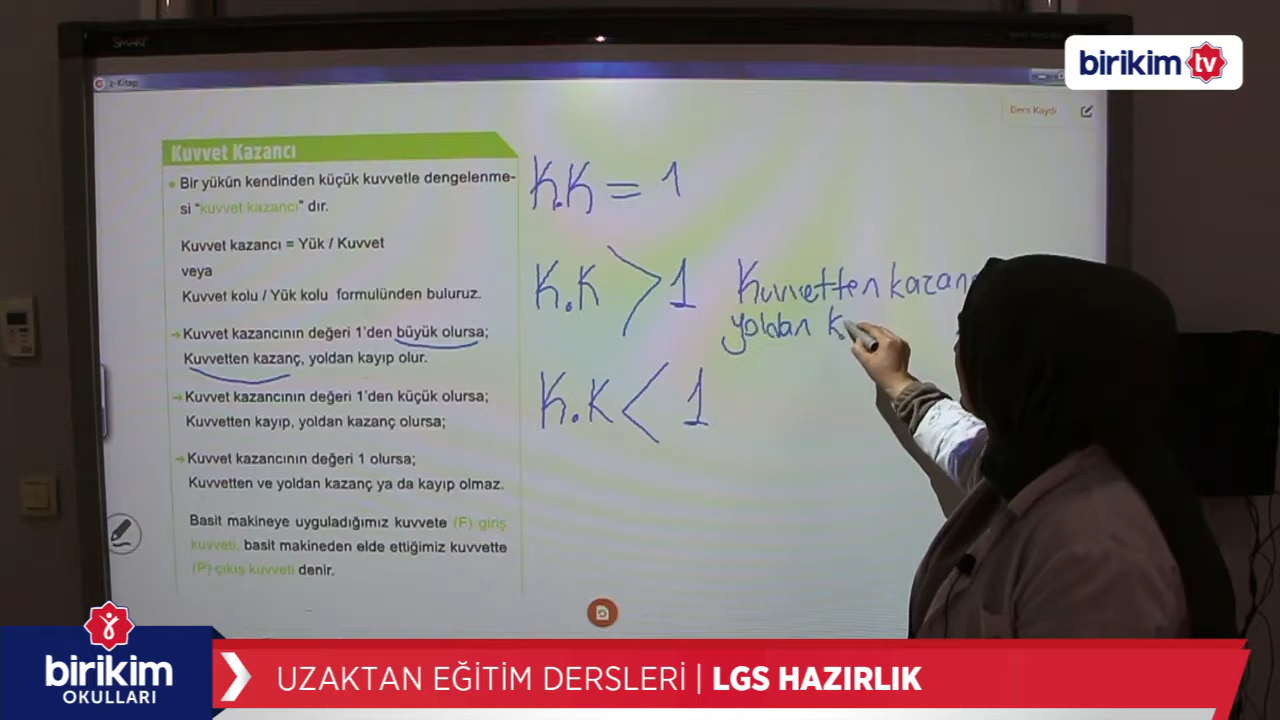 SMART
birikim tv
z-Kitap
Ders Kaydı
Kuvvet Kazancı
Bir yükün kendinden küçük kuvvetle dengelenme-
si "kuvvet kazancı" dır.
Kuvvet kazancı = Yük / Kuvvet
veya
Kuvvet kolu / Yük kolu formülünden buluruz.
Kuvvet kazancının değeri 1'den büyük olursa;
Kuvvetten kazanç, yoldan kayıp olur.
Kuvvet kazancının değeri 1'den küçük olursa;
Kuvvetten kayıp, yoldan kazanç olursa;
Kuvvet kazancının değeri 1 olursa;
Kuvvetten ve yoldan kazanç ya da kayıp olmaz.
Basit makineye uyguladığımız kuvvete (F) giriş
kuvveti, basit makineden elde ettiğimiz kuvvette
(P) çıkış kuvveti denir.
K.K = 1
K.K > 1 Kuvvetten kazan
yoldan k
K.K < 1
birikim
OKULLARI
UZAKTAN EĞİTİM DERSLERİ | LGS HAZIRLIK